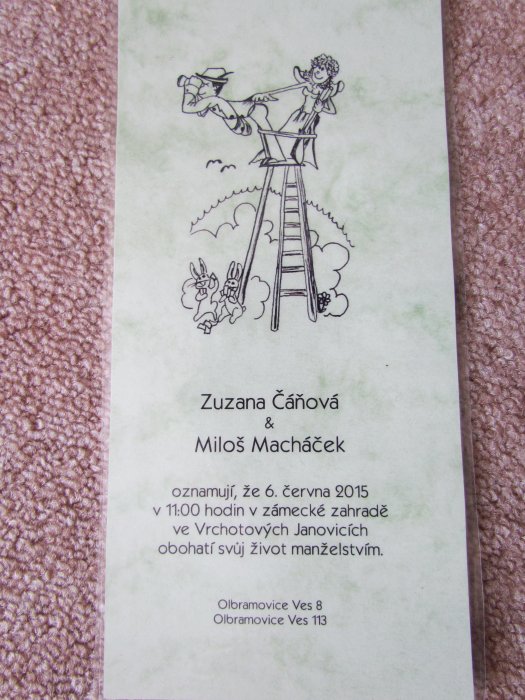 Zuzana Čáňová
&
Miloš Macháček
oznamují, že 6. června 2015
v 11:00 hodin v zámecké zahradě
ve Vrchotových Janovicích
obohatí svůj život manželstvím.
Olbramovice Ves 8
Olbramovice Ves 113